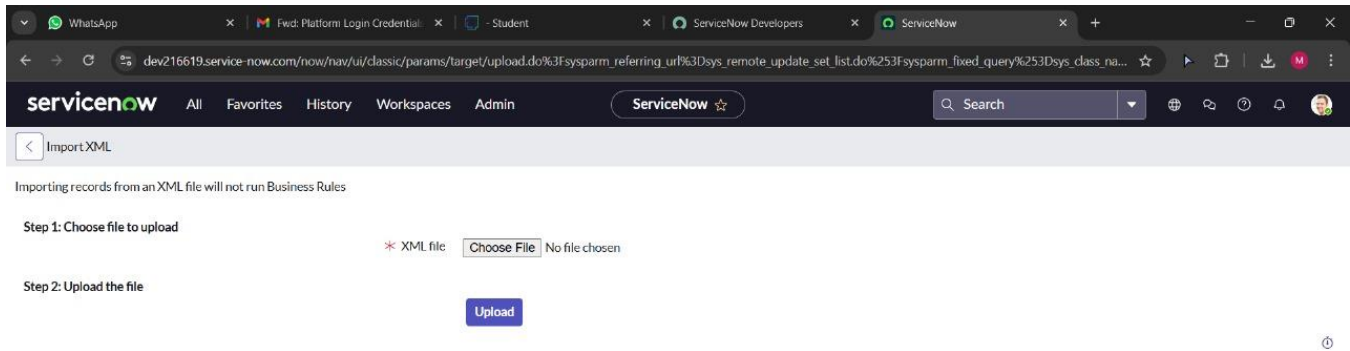 WhatsApp Fwd: Platform Login Credential - Student ServiceNow Developers ServiceNow
dev216619.service-now.com/now/nav/ui/classic/params/target/upload.do%3Fsysparm_referring_url%3Dsys_remote_update_set_list.do%253Fsysparm_fixed_query%253Dsys_class_na... M
servicenow All Favorites History Workspaces Admin ServiceNow Search
Import XML
Importing records from an XML file will not run Business Rules
Step 1: Choose file to upload
XML file Choose File No file chosen
Step 2: Upload the file
Upload